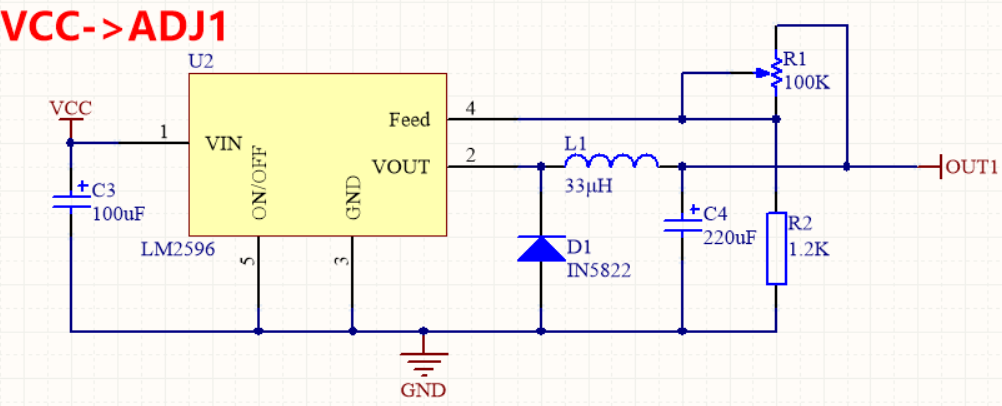 VCC->ADJ1
U2
R1
100K
VCC
1
VIN
Feed
4
VOUT
2
L1
33μH
OUT1
ON/OFF
GND
C3
100uF
C4
220uF
R2
1.2K
LM2596
5
3
D1
IN5822
GND